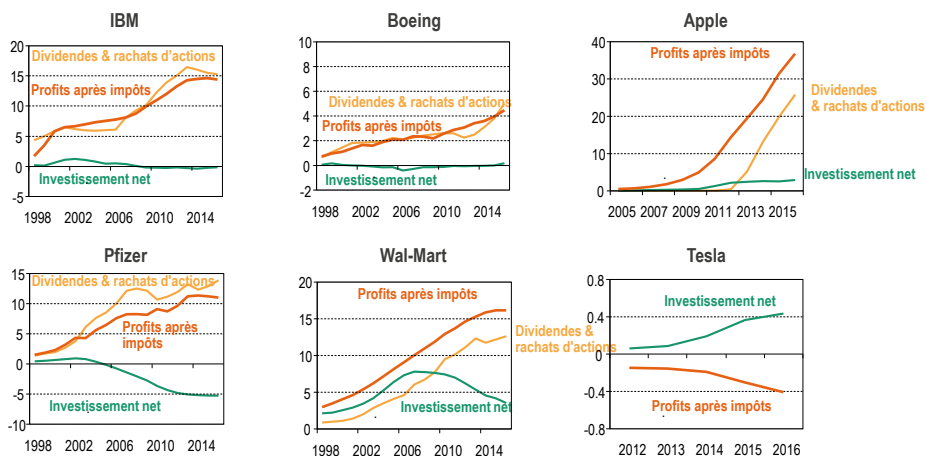 IBM
20
15
10
5
0
-5
Dividendes & rachats d'actions
Profits après impôts
Investissement net
1998 2002 2006 2010 2014
Boeing
10
8
6
4
2
0
-2
Dividendes & rachats d'actions
Profits après impôts
Investissement net
1998 2002 2006 2010 2014
Apple
40
30
20
10
0
Profits après impôts
Dividendes
& rachats d'actions
Investissement net
2005 2007 2009 2011 2013 2015
Pfizer
15
10
5
0
-5
-10
Dividendes & rachats d'actions
Profits après
impôts
Investissement net
1998 2002 2006 2010 2014
Wal-Mart
20
15
10
5
0
Profits après impôts
Dividendes &
rachats d'actions
Investissement net
1998 2002 2006 2010 2014
Tesla
0.8
0.4
0
-0.4
-0.8
Investissement net
Profits après impôts
2012 2013 2014 2015 2016